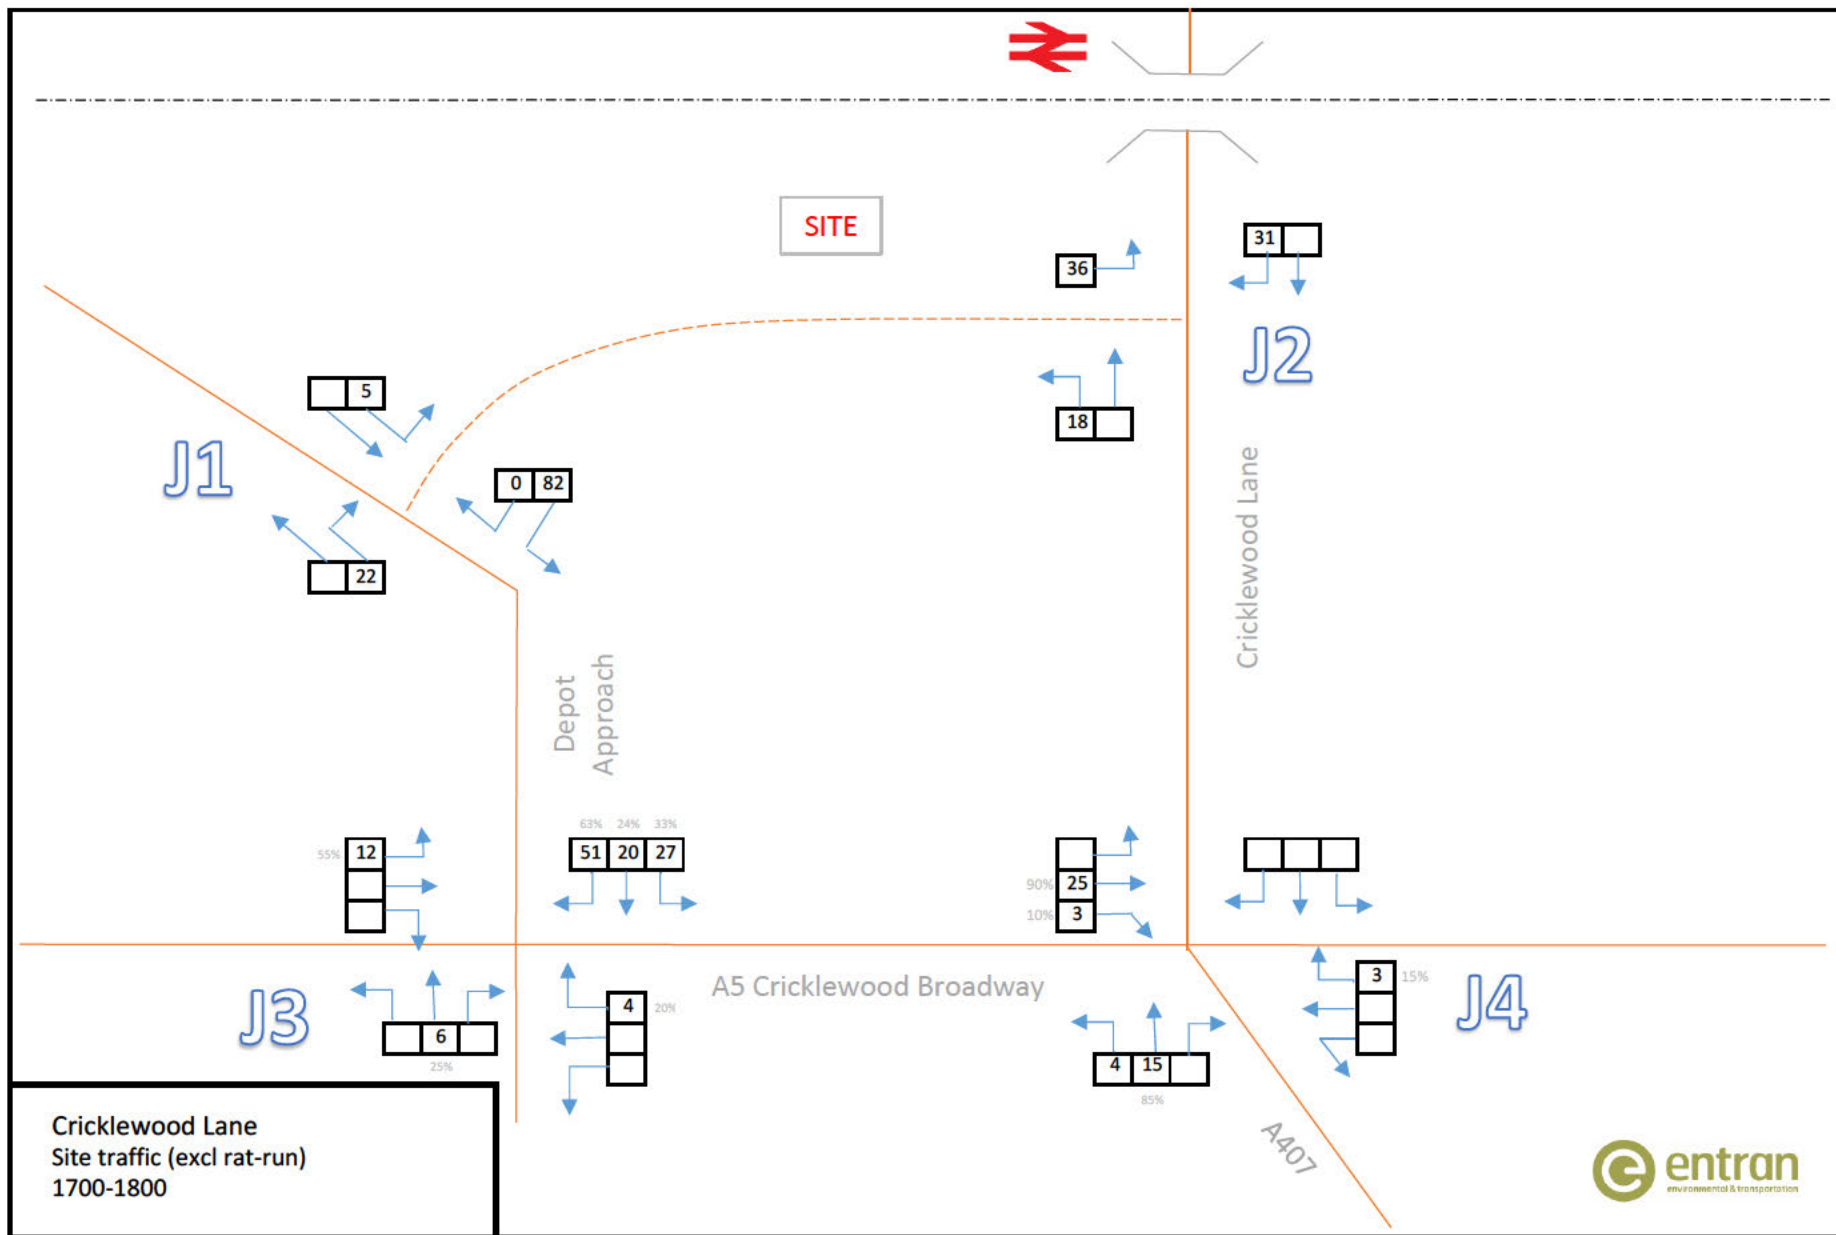 SITE
36
31
J2
18
5
J1
0 82
22
Cricklewood Lane
Depot
Approach
63% 24% 33%
55% 12
51 20 27
90% 25
10% 3
A5 Cricklewood Broadway
J3
6
25%
4 20%
3 15%
J4
4 15
85%
A407
Cricklewood Lane
Site traffic (excl rat-run)
1700-1800
e entran
environmental & transportation